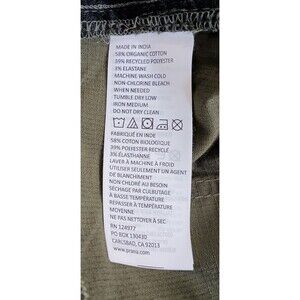 MADE IN INDIA
58% ORGANIC COTTON
39% RECYCLED POLYESTER
3% ELASTANE
MACHINE WASH COLD
NON-CHLORINE BLEACH
WHEN NEEDED
TUMBLE DRY LOW
IRON MEDIUM
DO NOT DRY CLEAN
FABRIQUÉ EN INDE
58% COTON BIOLOGIQUE
39% POLYESTER RECYCLÉ
3% ÉLASTHANNE
LAVER À MACHINE À FROID
UTILISER SEULEMENT UN AGENT
DE BLANCHIMENT
NON CHLORÉ AU BESOIN
SÉCHAGE PAR CULBUTAGE
À BASSE TEMPÉRATURE
REPASSER À TEMPÉRATURE
MOYENNE
NE PAS NETTOYER À SEC
RN 124977
PO BOX 130430
CARLSBAD, CA 92013
www.prana.com